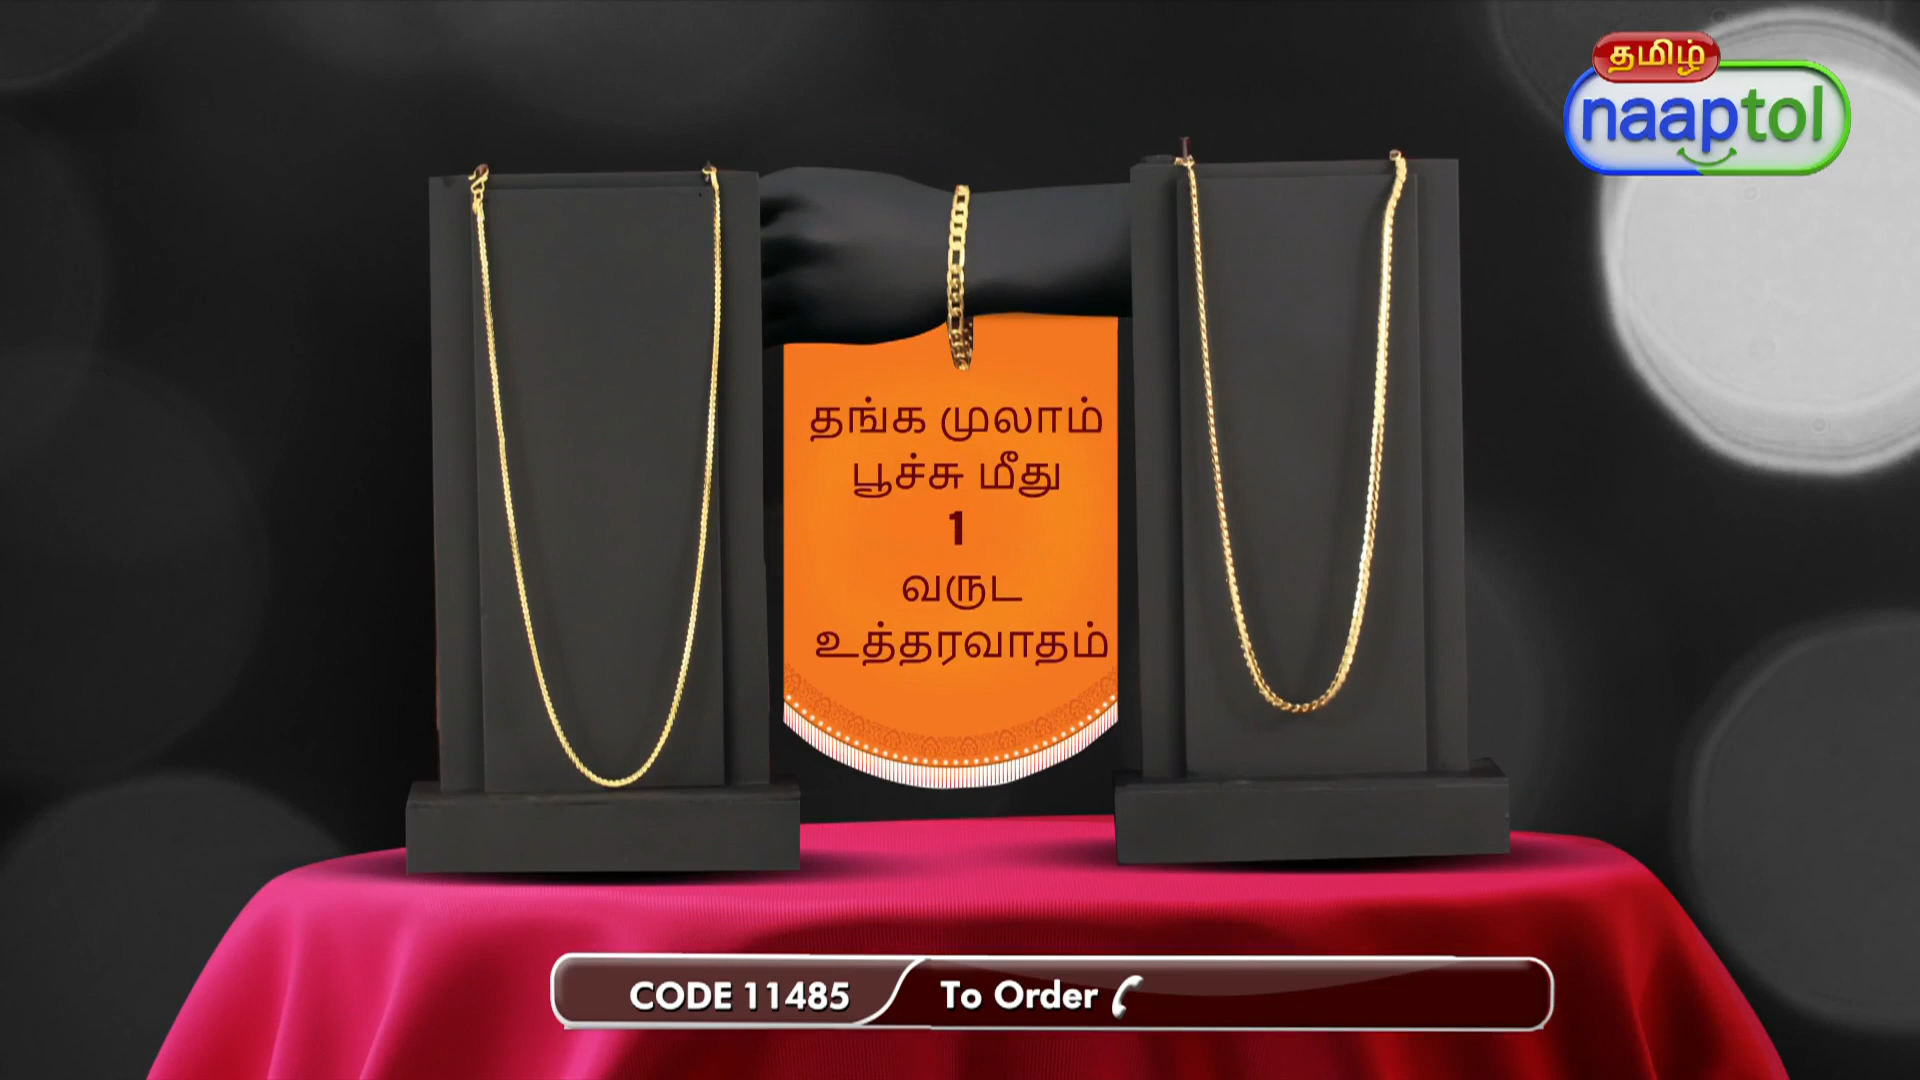 தமிழ்
naaptol
தங்க முலாம்
பூச்சு மீது
1
வருட
உத்தரவாதம்
CODE 11485
To Order